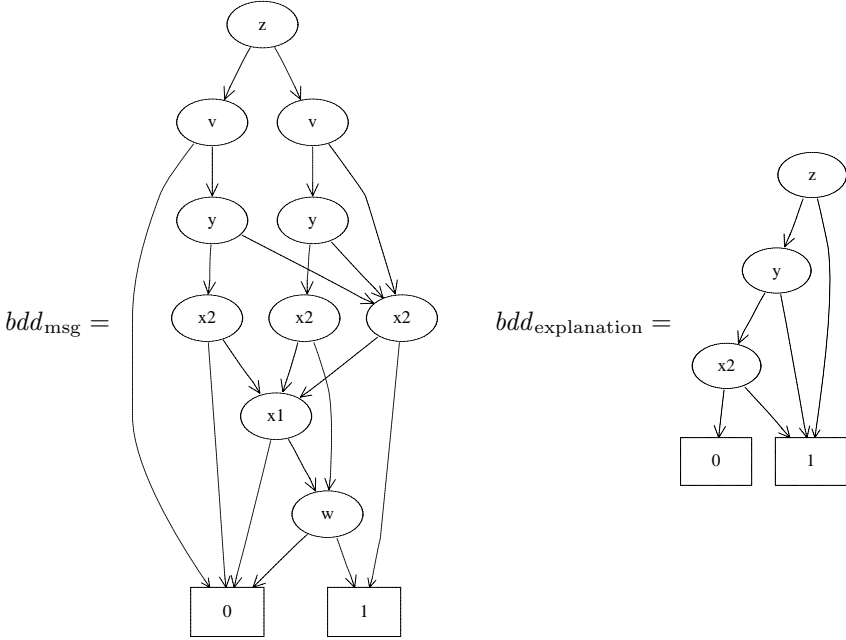 z
v v
z
y y
y
bdd_msg = x2 x2 x2 bdd_explanation =
x2
x1
0 1
w
0 1